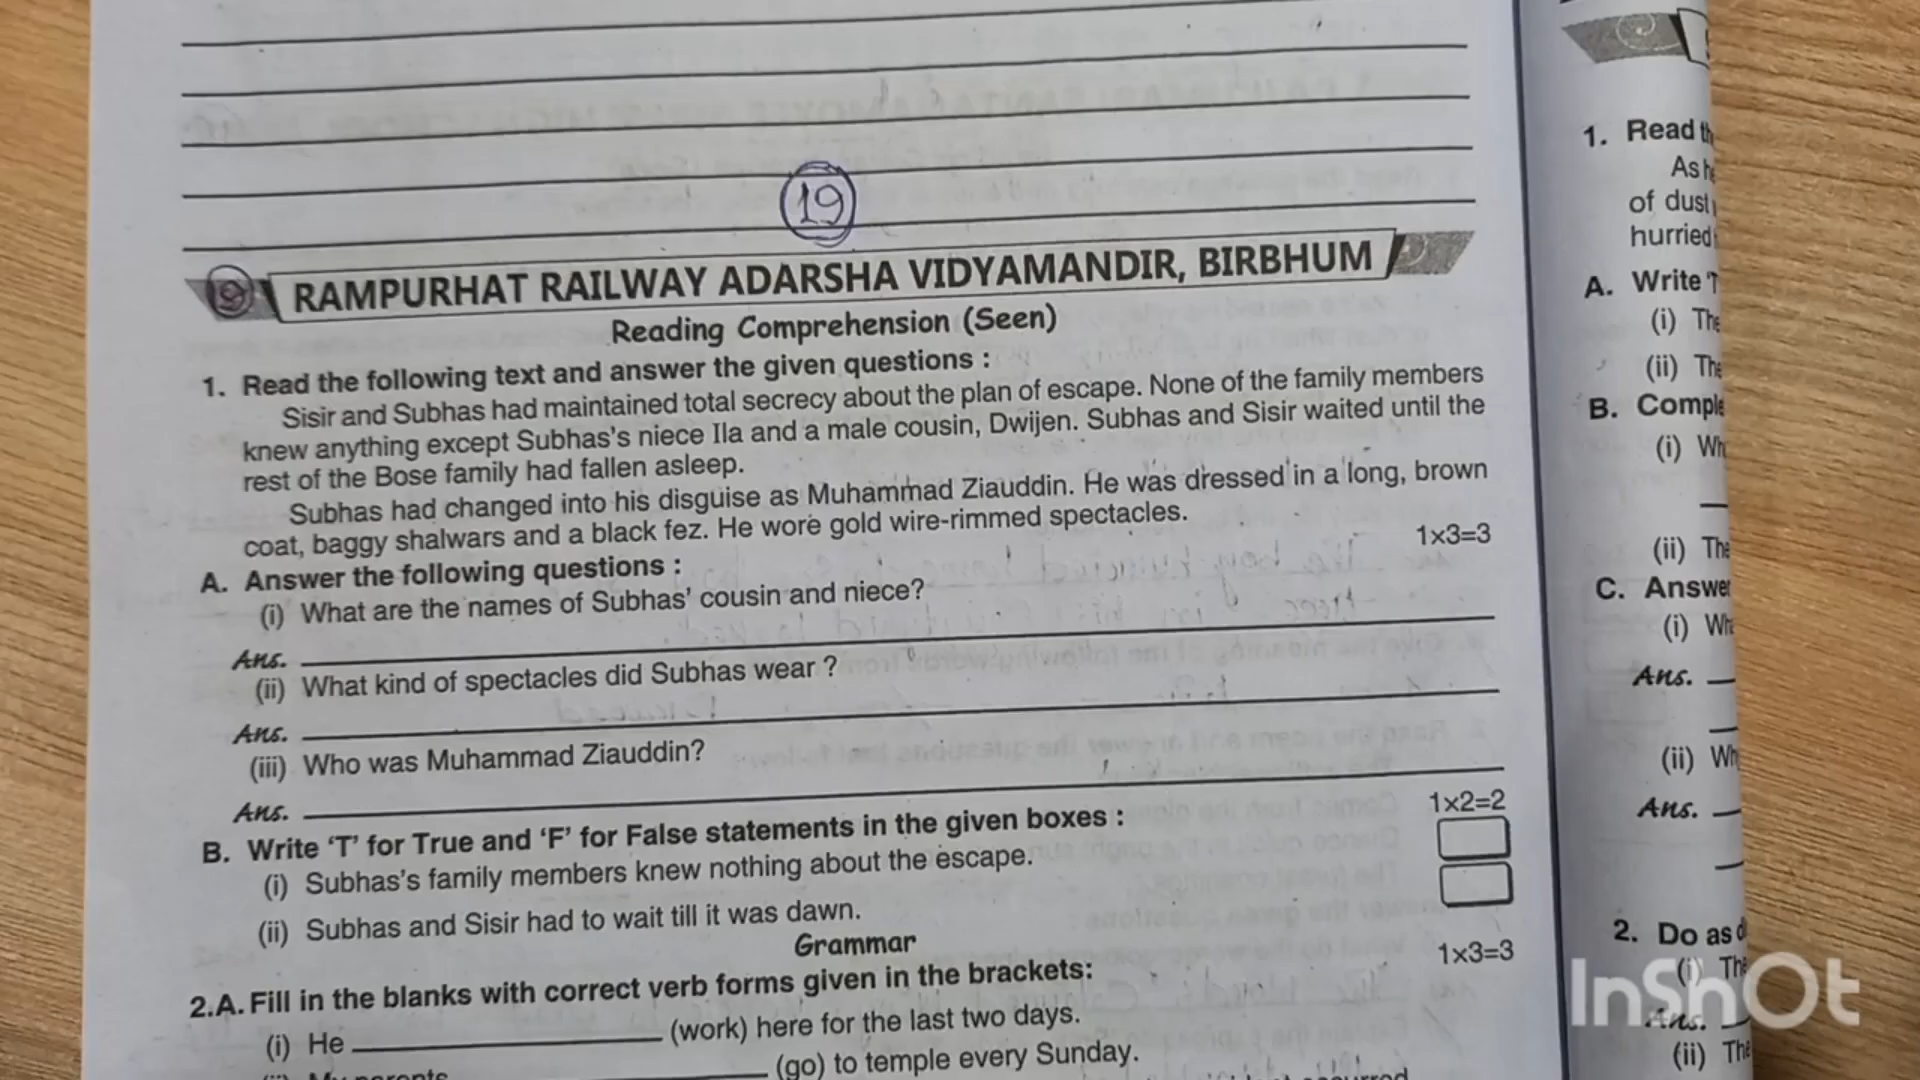 19
9 RAMPURHAT RAILWAY ADARSHA VIDYAMANDIR, BIRBHUM
Reading Comprehension (Seen)
1. Read the following text and answer the given questions :
Sisir and Subhas had maintained total secrecy about the plan of escape. None of the family members
knew anything except Subhas's niece Ila and a male cousin, Dwijen. Subhas and Sisir waited until the
rest of the Bose family had fallen asleep.
Subhas had changed into his disguise as Muhammad Ziauddin. He was dressed in a long, brown
coat, baggy shalwars and a black fez. He wore gold wire-rimmed spectacles.
A. Answer the following questions : 1×3=3
(i) What are the names of Subhas' cousin and niece?
Ans.
(ii) What kind of spectacles did Subhas wear ?
Ans.
(iii) Who was Muhammad Ziauddin?
Ans.
B. Write 'T' for True and 'F' for False statements in the given boxes : 1×2=2
(i) Subhas's family members knew nothing about the escape.
(ii) Subhas and Sisir had to wait till it was dawn.
Grammar
2.A. Fill in the blanks with correct verb forms given in the brackets: 1×3=3
(i) He (work) here for the last two days.
(ii) My parents (go) to temple every Sunday.
1. Read
As
of dust
hurried
A. Write
(i)
(ii)
B.
(i)
(ii)
C. Answer
(i)
Ans.
(ii)
Ans.
2. Do as
(i)
Ans.
(ii)
InShOt